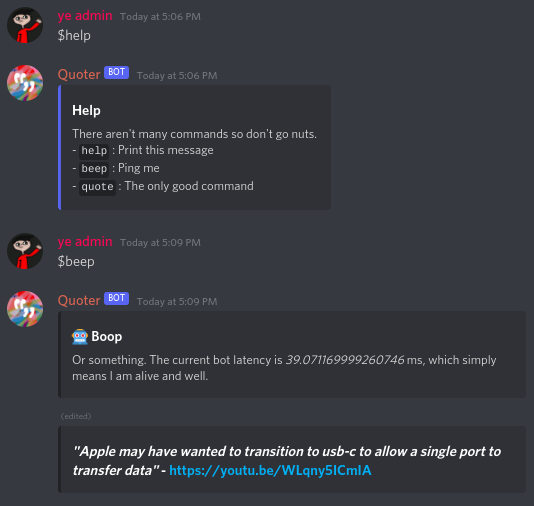 ye admin Today at 5:06 PM
$help
Quoter BOT Today at 5:06 PM
Help
There aren't many commands so don't go nuts.
- help : Print this message
- beep : Ping me
- quote : The only good command
ye admin Today at 5:09 PM
$beep
Quoter BOT Today at 5:09 PM
🤖 Boop
Or something. The current bot latency is 39.071169999260746 ms, which simply
means I am alive and well.
(edited)
"Apple may have wanted to transition to usb-c to allow a single port to
transfer data" - https://youtu.be/WLqny5ICmIA